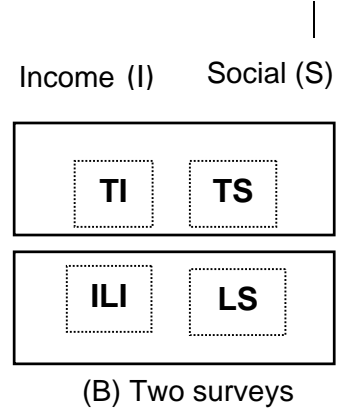 Income (I) Social (S)
TI TS
ILI LS
(B) Two surveys